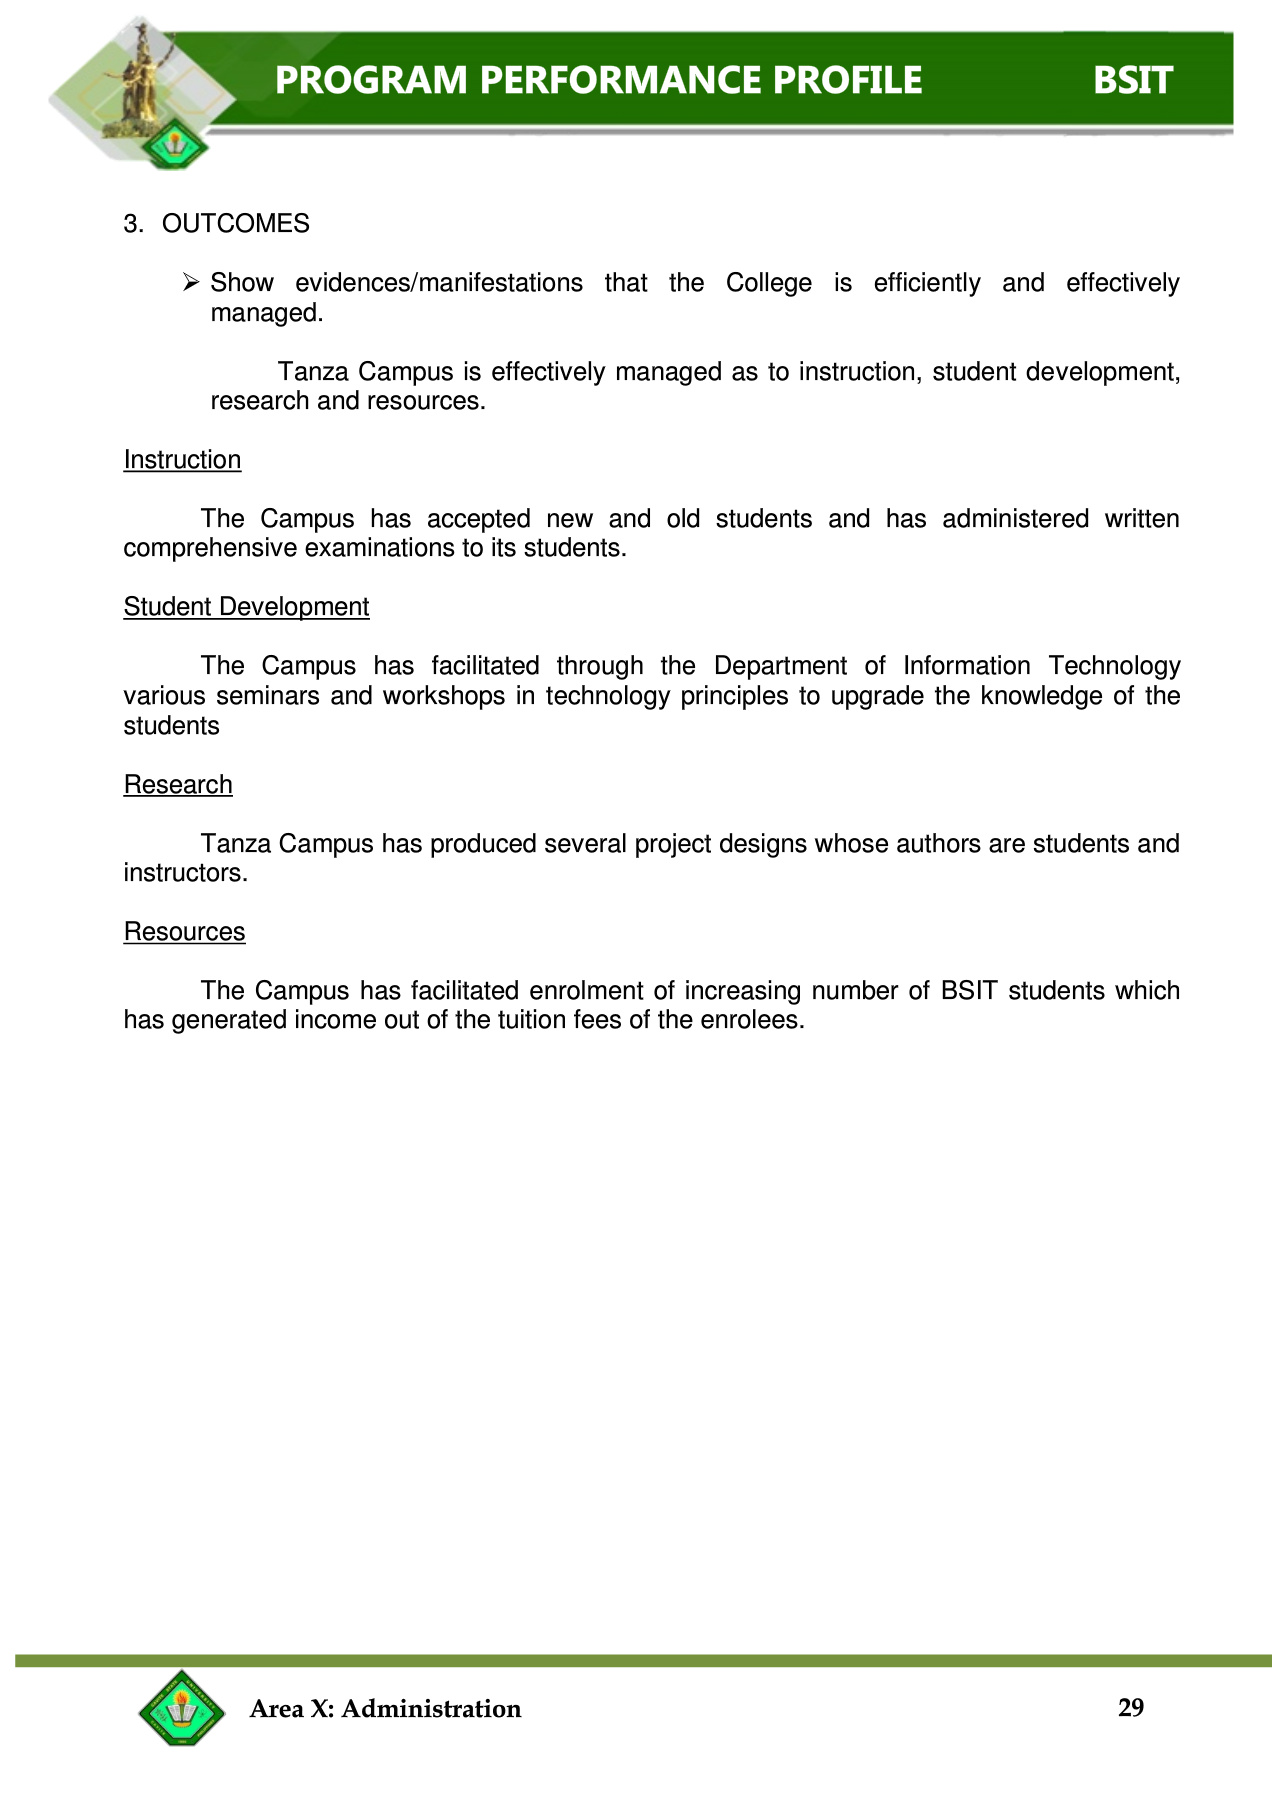 PROGRAM PERFORMANCE PROFILE BSIT
3. OUTCOMES
➢ Show evidences/manifestations that the College is efficiently and effectively
managed.
Tanza Campus is effectively managed as to instruction, student development,
research and resources.
Instruction
The Campus has accepted new and old students and has administered written
comprehensive examinations to its students.
Student Development
The Campus has facilitated through the Department of Information Technology
various seminars and workshops in technology principles to upgrade the knowledge of the
students
Research
Tanza Campus has produced several project designs whose authors are students and
instructors.
Resources
The Campus has facilitated enrolment of increasing number of BSIT students which
has generated income out of the tuition fees of the enrolees.
Area X: Administration 29